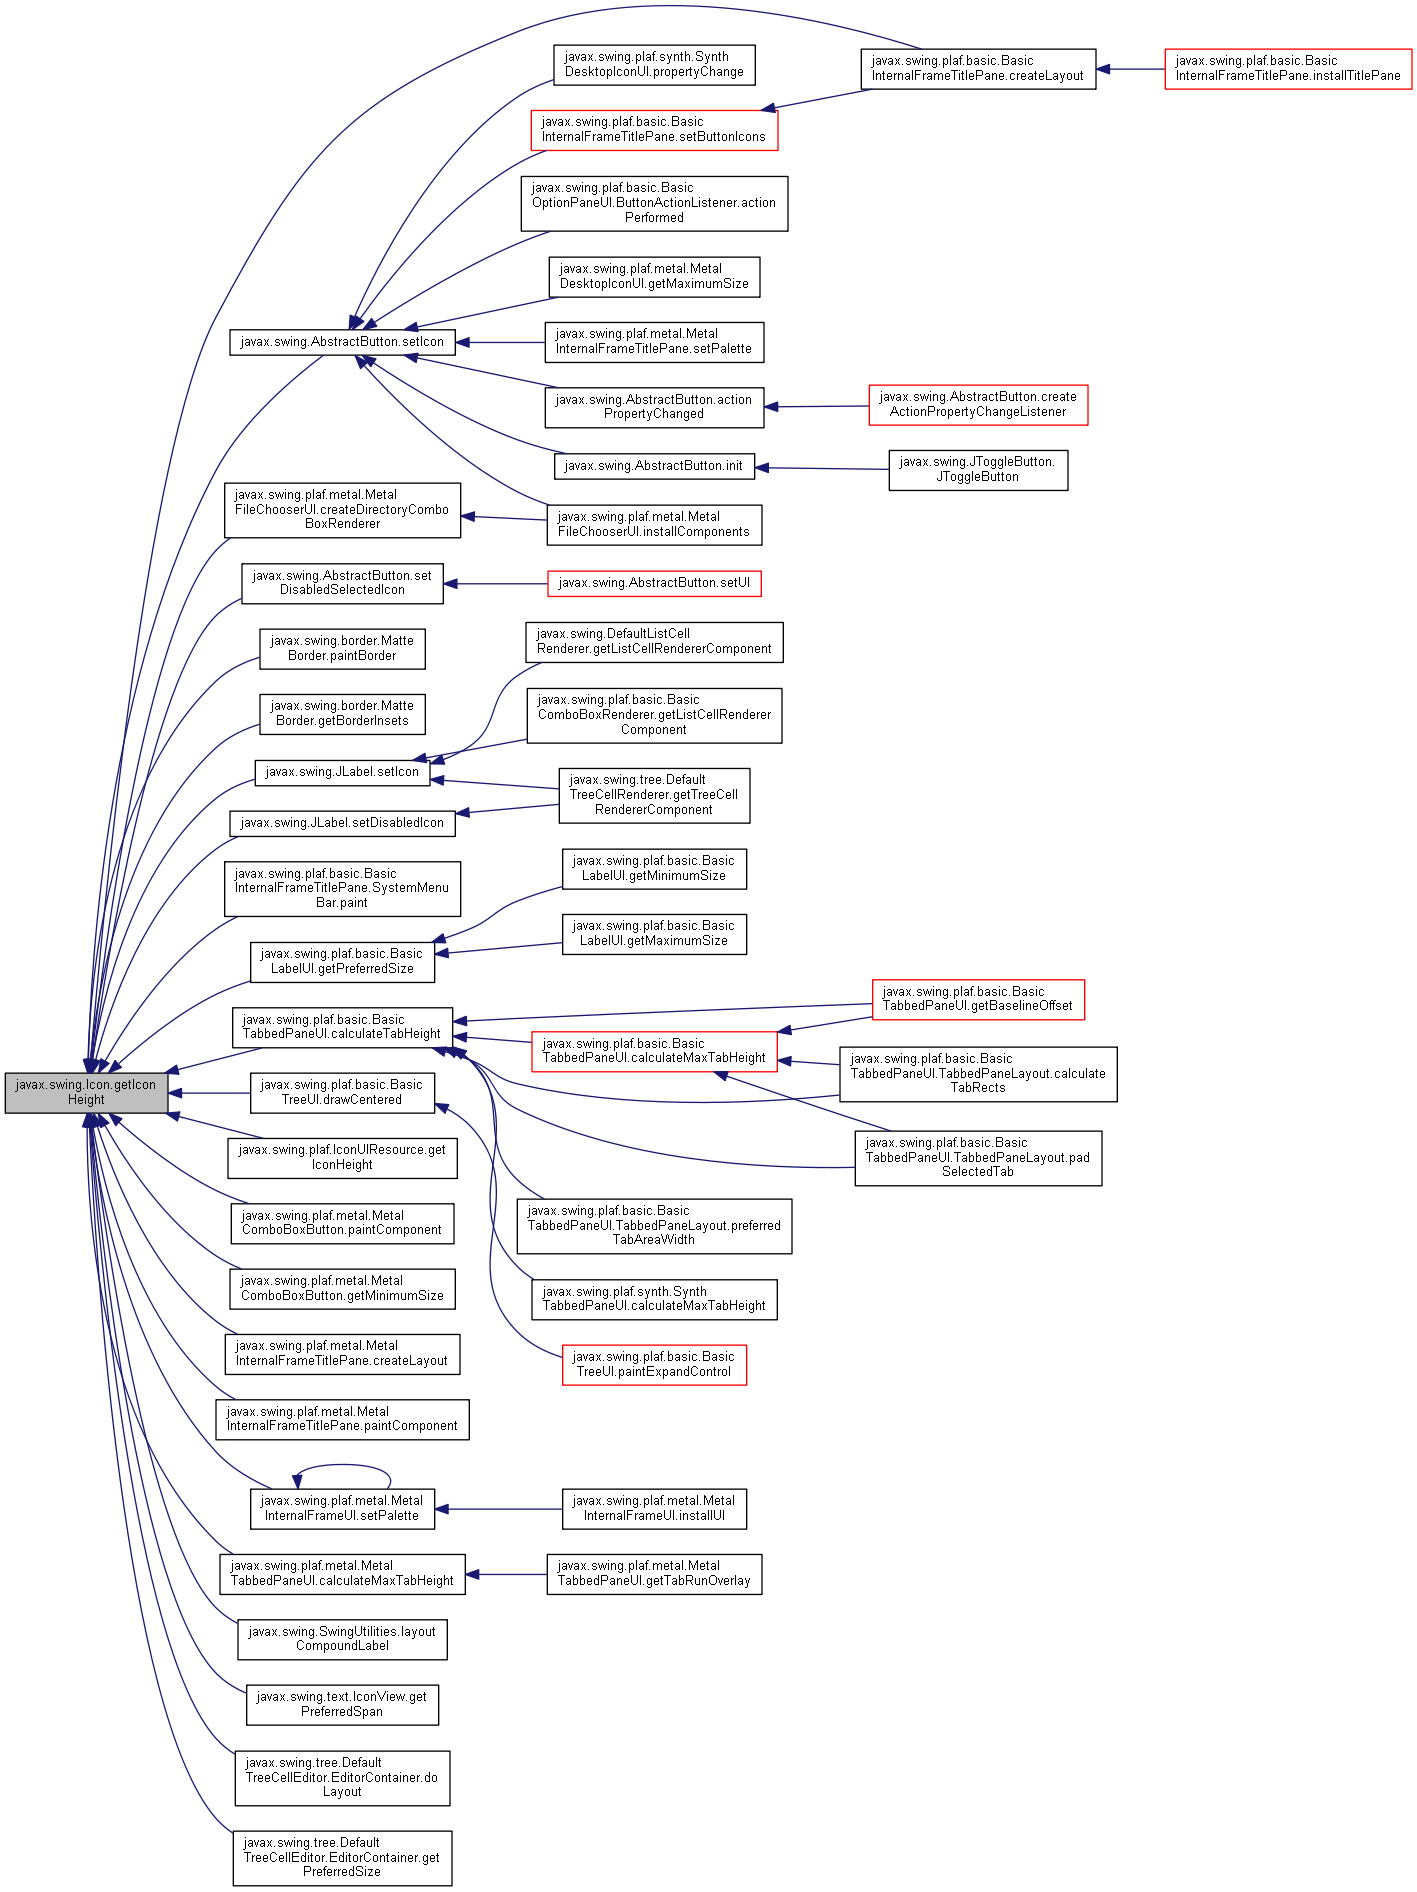 javax.swing.plaf.synth.Synth
DesktopIconUI.propertyChange
javax.swing.plaf.basic.Basic
InternalFrameTitlePane.createLayout
javax.swing.plaf.basic.Basic
InternalFrameTitlePane.installTitlePane
javax.swing.plaf.basic.Basic
InternalFrameTitlePane.setButtonIcons
javax.swing.plaf.basic.Basic
OptionPaneUI.ButtonActionListener.action
Performed
javax.swing.plaf.metal.Metal
DesktopIconUI.getMaximumSize
javax.swing.AbstractButton.setIcon
javax.swing.plaf.metal.Metal
InternalFrameTitlePane.setPalette
javax.swing.AbstractButton.action
PropertyChanged
javax.swing.AbstractButton.create
ActionPropertyChangeListener
javax.swing.AbstractButton.init
javax.swing.JToggleButton.
JToggleButton
javax.swing.plaf.metal.Metal
FileChooserUI.createDirectoryCombo
BoxRenderer
javax.swing.plaf.metal.Metal
FileChooserUI.installComponents
javax.swing.AbstractButton.set
DisabledSelectedIcon
javax.swing.AbstractButton.setUI
javax.swing.border.Matte
Border.paintBorder
javax.swing.DefaultListCell
Renderer.getListCellRendererComponent
javax.swing.border.Matte
Border.getBorderInsets
javax.swing.plaf.basic.Basic
ComboBoxRenderer.getListCellRenderer
Component
javax.swing.JLabel.setIcon
javax.swing.tree.Default
TreeCellRenderer.getTreeCell
RendererComponent
javax.swing.JLabel.setDisabledIcon
javax.swing.plaf.basic.Basic
InternalFrameTitlePane.SystemMenu
Bar.paint
javax.swing.plaf.basic.Basic
LabelUI.getMinimumSize
javax.swing.plaf.basic.Basic
LabelUI.getPreferredSize
javax.swing.plaf.basic.Basic
LabelUI.getMaximumSize
javax.swing.plaf.basic.Basic
TabbedPaneUI.calculateTabHeight
javax.swing.plaf.basic.Basic
TabbedPaneUI.getBaselineOffset
javax.swing.plaf.basic.Basic
TabbedPaneUI.calculateMaxTabHeight
javax.swing.plaf.basic.Basic
TabbedPaneUI.TabbedPaneLayout.calculate
TabRects
javax.swing.Icon.getIcon
Height
javax.swing.plaf.basic.Basic
TreeUI.drawCentered
javax.swing.plaf.IconUIResource.get
IconHeight
javax.swing.plaf.basic.Basic
TabbedPaneUI.TabbedPaneLayout.pad
SelectedTab
javax.swing.plaf.metal.Metal
ComboBoxButton.paintComponent
javax.swing.plaf.basic.Basic
TabbedPaneUI.TabbedPaneLayout.preferred
TabAreaWidth
javax.swing.plaf.metal.Metal
ComboBoxButton.getMinimumSize
javax.swing.plaf.synth.Synth
TabbedPaneUI.calculateMaxTabHeight
javax.swing.plaf.metal.Metal
InternalFrameTitlePane.createLayout
javax.swing.plaf.basic.Basic
TreeUI.paintExpandControl
javax.swing.plaf.metal.Metal
InternalFrameTitlePane.paintComponent
javax.swing.plaf.metal.Metal
InternalFrameUI.setPalette
javax.swing.plaf.metal.Metal
InternalFrameUI.installUI
javax.swing.plaf.metal.Metal
TabbedPaneUI.calculateMaxTabHeight
javax.swing.plaf.metal.Metal
TabbedPaneUI.getTabRunOverlay
javax.swing.SwingUtilities.layout
CompoundLabel
javax.swing.text.IconView.get
PreferredSpan
javax.swing.tree.Default
TreeCellEditor.EditorContainer.do
Layout
javax.swing.tree.Default
TreeCellEditor.EditorContainer.get
PreferredSize